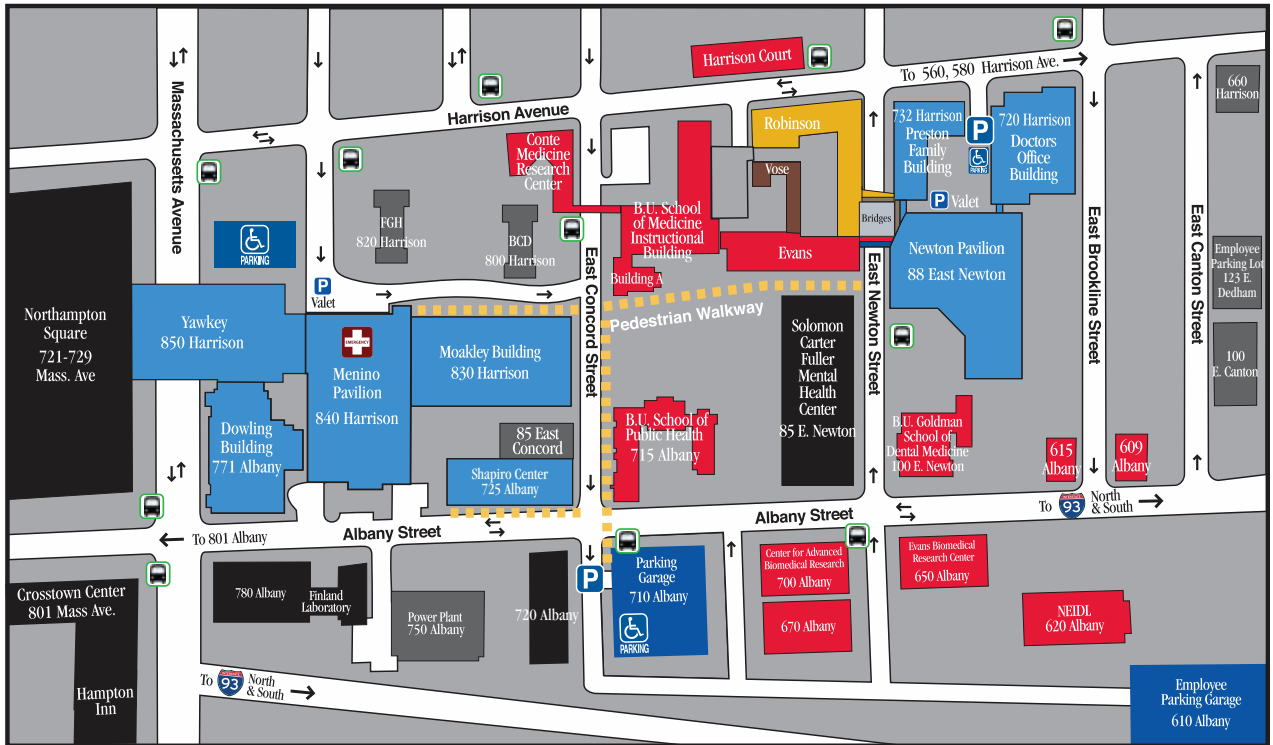 Harrison Court
To 560, 580 Harrison Ave.
660
Harrison
Massachusetts Avenue
Harrison Avenue
Conte
Medicine
Research
Center
Robinson
732 Harrison
Preston
Family
Building
P
PARKING
720 Harrison
Doctors
Office
Building
Vose
FGH
820 Harrison
BCD
800 Harrison
B.U. School
of Medicine
Instructional
Building
Building A
Evans
Bridges
P Valet
Newton Pavilion
88 East Newton
PARKING
East Concord Street
East Newton Street
East Brookline Street
East Canton Street
Employee
Parking Lot
123 E.
Dedham
P
Valet
Northampton
Square
721-729
Mass. Ave
Yawkey
850 Harrison
EMERGENCY
Menino
Pavilion
840 Harrison
Moakley Building
830 Harrison
Pedestrian Walkway
Solomon
Carter
Fuller
Mental
Health
Center
85 E. Newton
100
E. Canton
Dowling
Building
771 Albany
85 East
Concord
Shapiro Center
725 Albany
B.U. School of
Public Health
715 Albany
B.U. Goldman
School of
Dental Medicine
100 E. Newton
615
Albany
609
Albany
To 801 Albany
Albany Street
Albany Street
To INTERSTATE 93 North
& South
Crosstown Center
801 Mass Ave.
Hampton
Inn
780 Albany
Finland
Laboratory
Power Plant
750 Albany
720 Albany
P
Parking
Garage
710 Albany
PARKING
Center for Advanced
Biomedical Research
700 Albany
670 Albany
Evans Biomedical
Research Center
650 Albany
NEIDL
620 Albany
To INTERSTATE 93 North
& South
Employee
Parking Garage
610 Albany